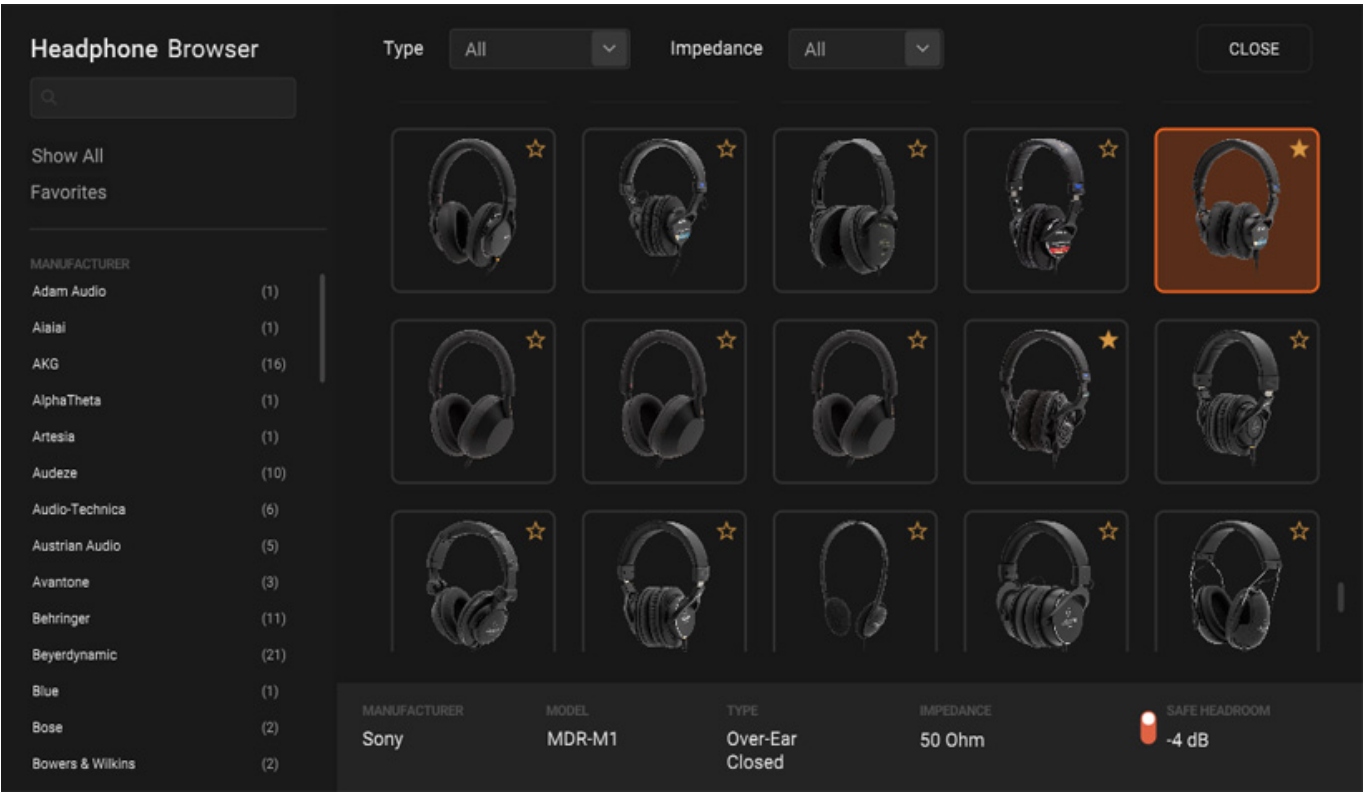 Headphone Browser
Type All Impedance All CLOSE
Show All
Favorites
MANUFACTURER
Adam Audio (1)
Aiaiai (1)
AKG (16)
AlphaTheta (1)
Artesia (1)
Audeze (10)
Audio-Technica (6)
Austrian Audio (5)
Avantone (3)
Behringer (11)
Beyerdynamic (21)
Blue (1)
Bose (2)
Bowers & Wilkins (2)
MANUFACTURER MODEL TYPE IMPEDANCE SAFE HEADROOM
Sony MDR-M1 Over-Ear 50 Ohm -4 dB
Closed